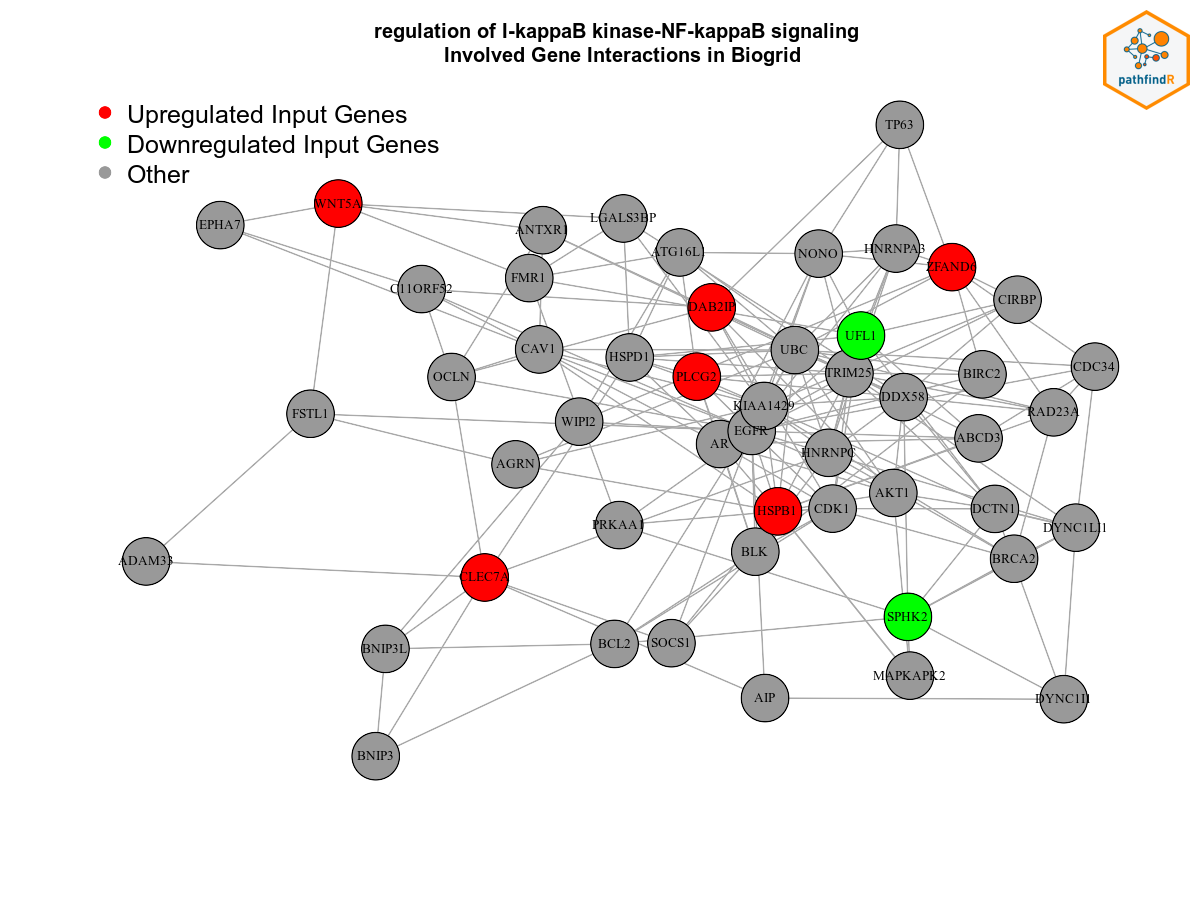 regulation of I-kappaB kinase-NF-kappaB signaling
Involved Gene Interactions in Biogrid
pathfindR
Upregulated Input Genes
Downregulated Input Genes
Other
TP63
WNT5A
EPHA7
LGALS3BP
ANTXR1
ATG16L1
NONO
HNRNPA3
ZFAND6
FMR1
C11ORF52
CIRBP
DAB2IP
UFL1
CAV1
HSPD1
UBC
CDC34
OCLN
PLCG2
TRIM25
BIRC2
DDX58
KIAA1429
RAD23A
FSTL1
WIPI2
EGFR
AR
ABCD3
HNRNPC
AGRN
AKT1
HSPB1
CDK1
DCTN1
PRKAA1
DYNC1LI1
BLK
BRCA2
ADAM33
CLEC7A
SPHK2
BNIP3L
BCL2
SOCS1
MAPKAPK2
AIP
DYNC1I1
BNIP3